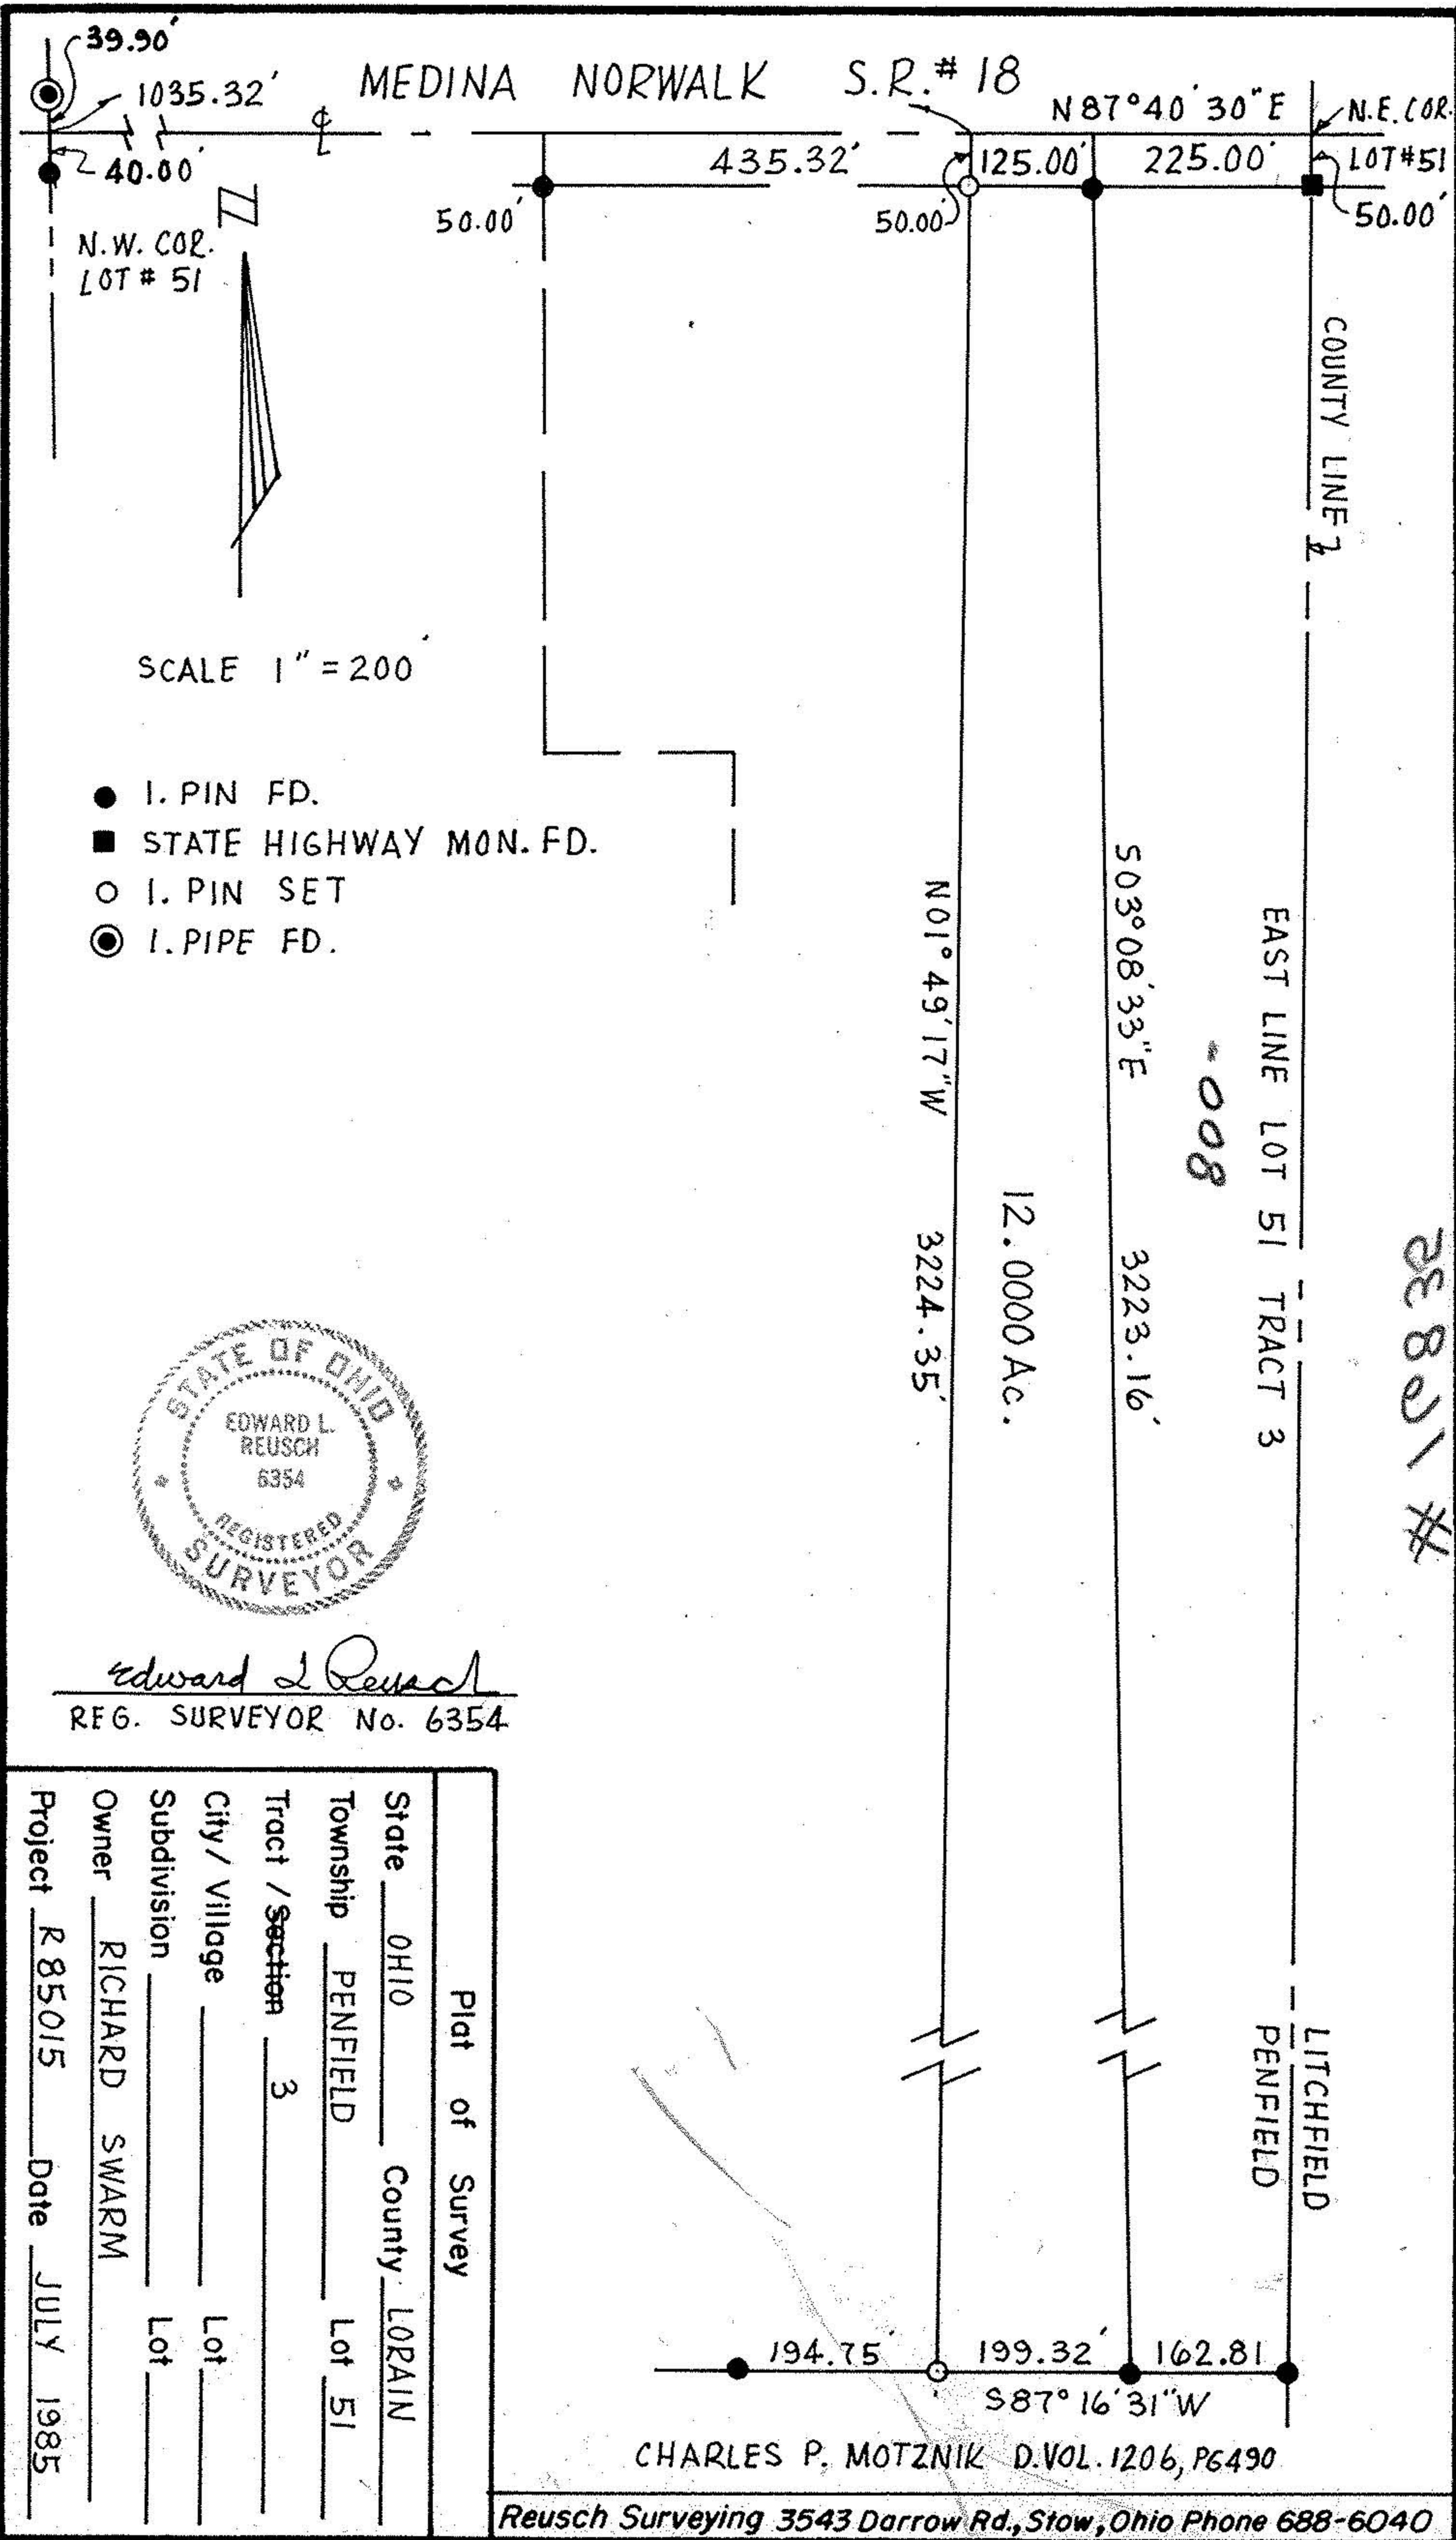 39.90'
1035.32'
MEDINA NORWALK S.R.# 18
N87°40'30"E
N.E. COR.
LOT #51
40.00'
435.32'
125.00'
225.00'
50.00'
50.00'
50.00'
N.W. COR.
LOT # 51
COUNTY LINE
SCALE 1" = 200'
● I. PIN FD.
■ STATE HIGHWAY MON. FD.
○ I. PIN SET
I. PIPE FD.
N01°49'17"W 3224.35'
12.0000 Ac.
S03°08'33"E 3223.16'
-008
EAST LINE LOT 51 TRACT 3
STATE OF OHIO
EDWARD L.
REUSCH
6354
REGISTERED
SURVEYOR
Edward L Reusch
REG. SURVEYOR No. 6354
LITCHFIELD
PENFIELD
194.75'
199.32'
162.81
S87°16'31"W
CHARLES P. MOTZNIK D.VOL. 1206, PG490
Plat of Survey
State OHIO County LORAIN
Township PENFIELD Lot 51
Tract / Section 3
City / Village Lot
Subdivision Lot
Owner RICHARD SWARM
Project R85015 Date JULY 1985
Reusch Surveying 3543 Darrow Rd., Stow, Ohio Phone 688-6040